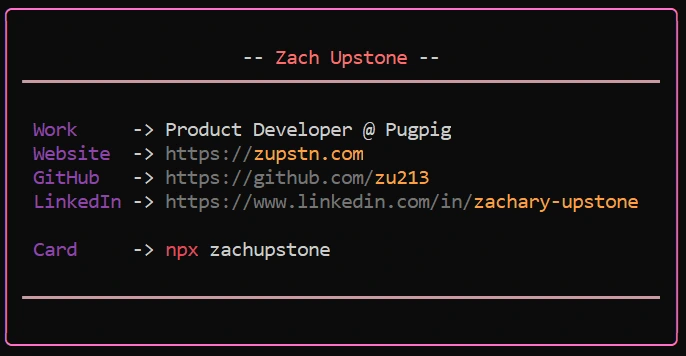 -- Zach Upstone --
Work -> Product Developer @ Pugpig
Website -> https://zupstn.com
GitHub -> https://github.com/zu213
LinkedIn -> https://www.linkedin.com/in/zachary-upstone
Card -> npx zachupstone